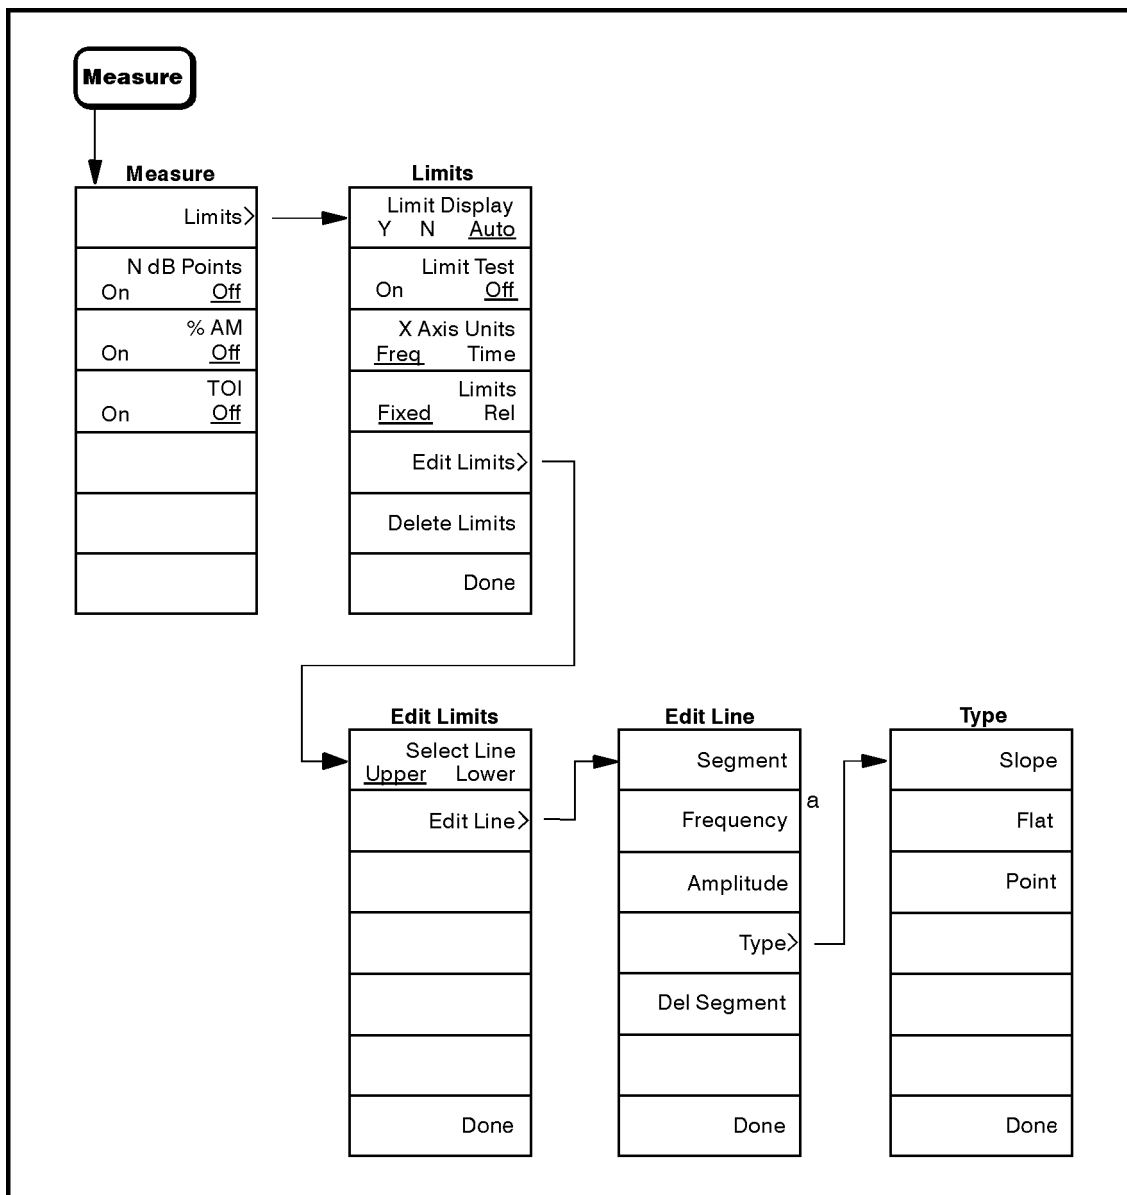 Measure
Measure
Limits>
N dB Points
On Off
% AM
On Off
TOI
On Off
Limits
Limit Display
Y N Auto
Limit Test
On Off
X Axis Units
Freq Time
Limits
Fixed Rel
Edit Limits>
Delete Limits
Done
Edit Limits
Select Line
Upper Lower
Edit Line>
Done
Edit Line
Segment
a
Frequency
Amplitude
Type>
Del Segment
Done
Type
Slope
Flat
Point
Done